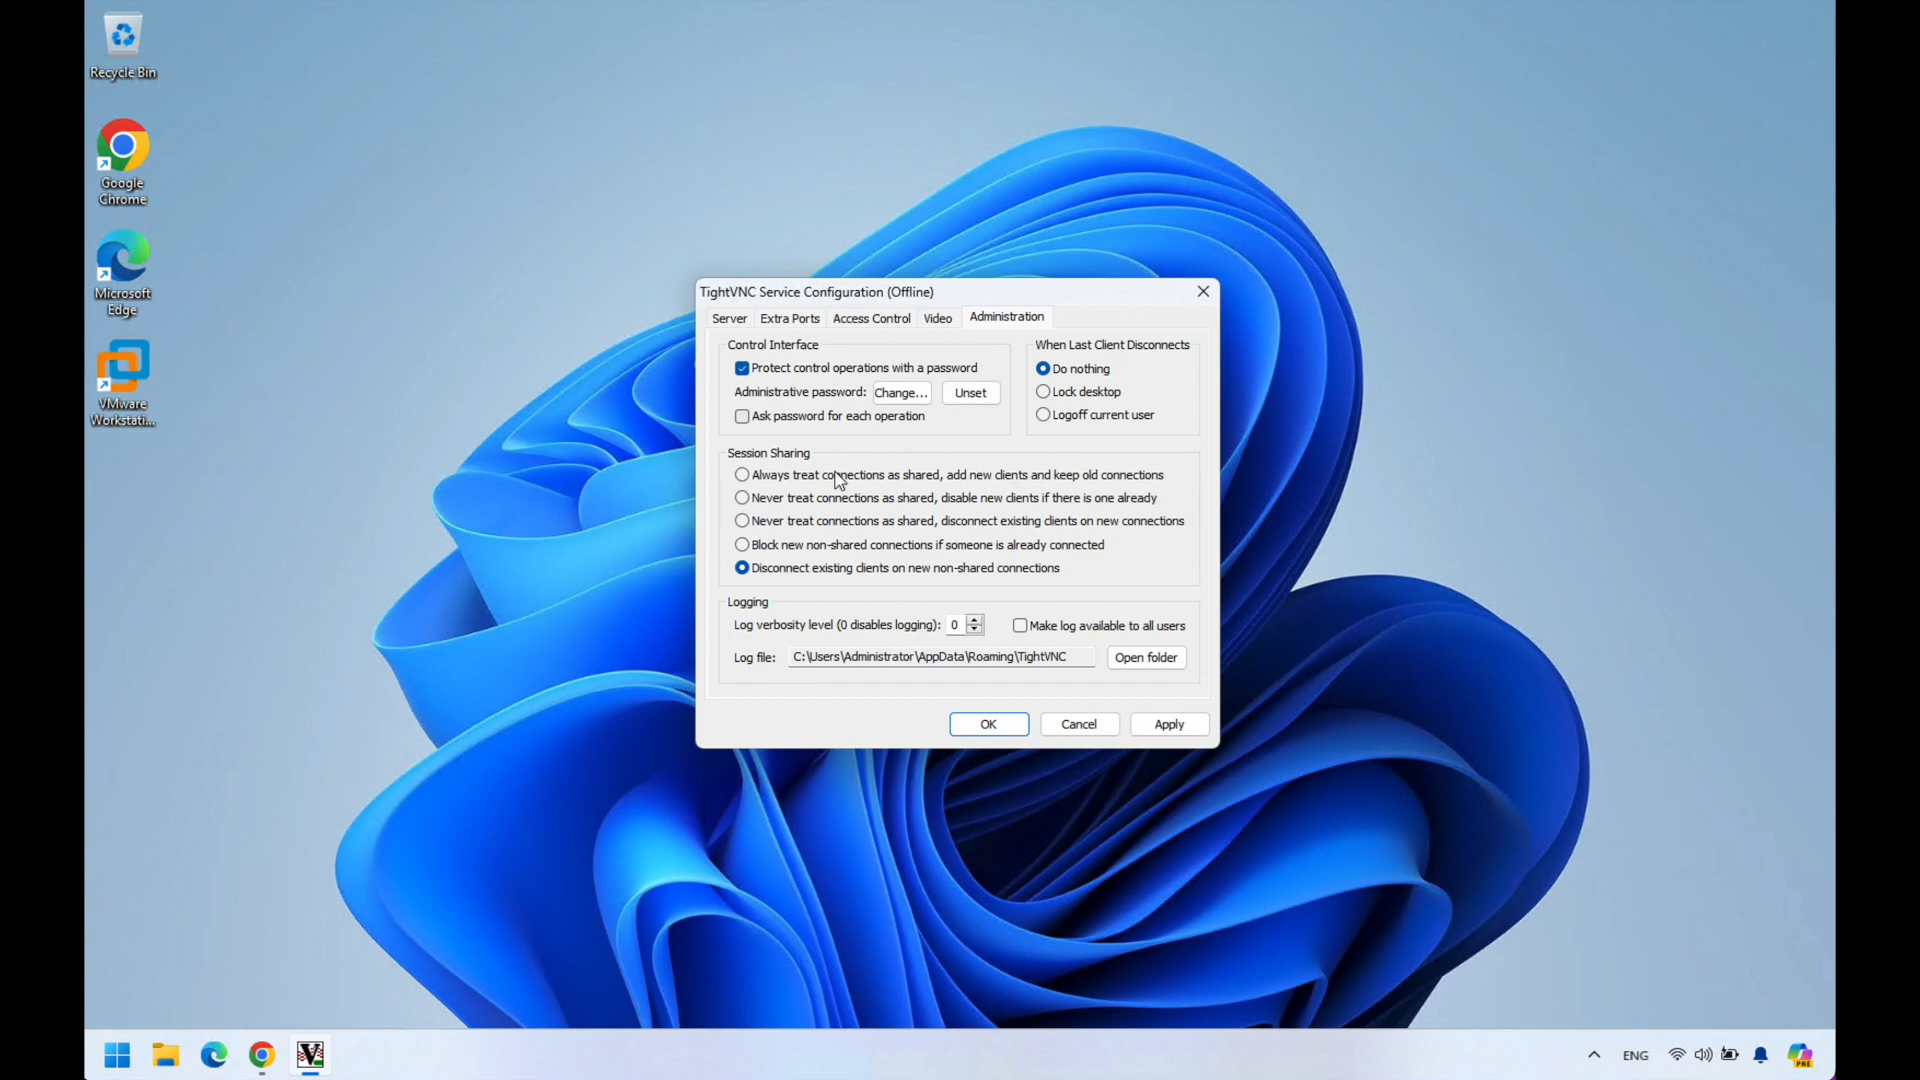 Recycle Bin
Google
Chrome
Microsoft
Edge
VMware
Workstati...
TightVNC Service Configuration (Offline)
Server
Extra Ports
Access Control
Video
Administration
Control Interface
Protect control operations with a password
Administrative password:
Change...
Unset
Ask password for each operation
When Last Client Disconnects
Do nothing
Lock desktop
Logoff current user
Session Sharing
Always treat connections as shared, add new clients and keep old connections
Never treat connections as shared, disable new clients if there is one already
Never treat connections as shared, disconnect existing clients on new connections
Block new non-shared connections if someone is already connected
Disconnect existing clients on new non-shared connections
Logging
Log verbosity level (0 disables logging):
0
Make log available to all users
Log file:
C:\Users\Administrator\AppData\Roaming\TightVNC
Open folder
OK
Cancel
Apply
ENG
PRE